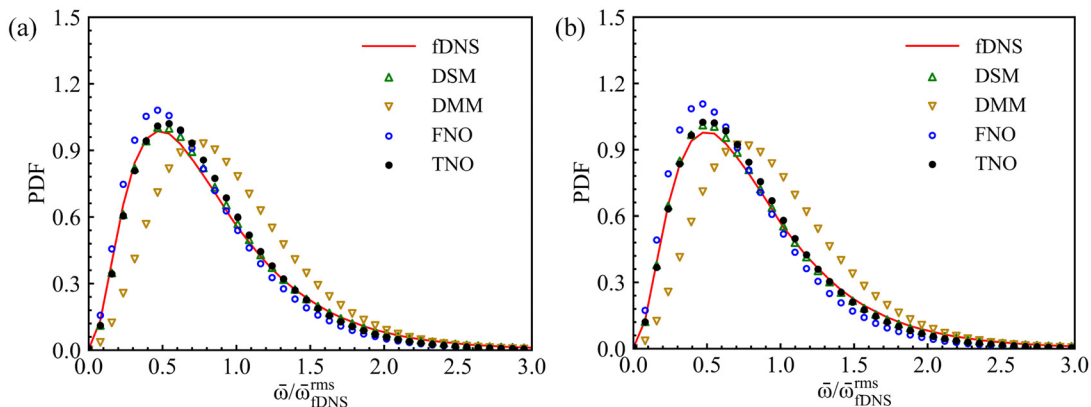 (a)
1.5
1.2
0.9
0.6
0.3
0.0
PDF
fDNS
DSM
DMM
FNO
TNO
0.0 0.5 1.0 1.5 2.0 2.5 3.0
ω̄/ω̄ᶠᵐˢ_fDNS
(b)
1.5
1.2
0.9
0.6
0.3
0.0
PDF
fDNS
DSM
DMM
FNO
TNO
0.0 0.5 1.0 1.5 2.0 2.5 3.0
ω̄/ω̄^rms_fDNS